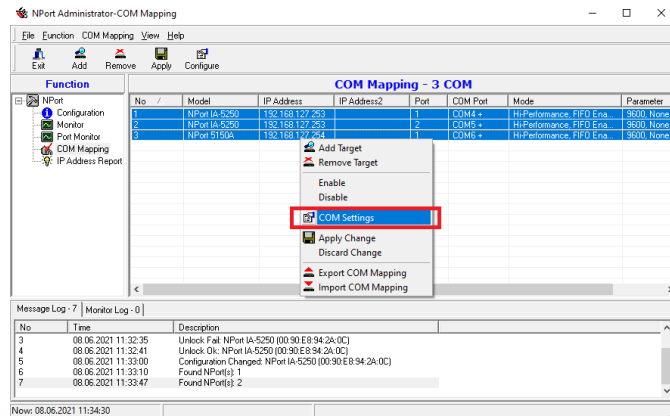 NPort Administrator-COM Mapping
File Function COM Mapping View Help
Exit Add Remove Apply Configure
Function
COM Mapping - 3 COM
NPort
Configuration
Monitor
Port Monitor
COM Mapping
IP Address Report
No / Model IP Address IP Address2 Port COM Port Mode Parameter
1 NPort IA-5250 192.168.127.253 1 COM4 + Hi-Performance, FIFO Ena... 9600, None
2 NPort IA-5250 192.168.127.253 2 COM5 + Hi-Performance, FIFO Ena... 9600, None
3 NPort 5150A 192.168.127.254 1 COM6 + Hi-Performance, FIFO Ena... 9600, None
Add Target
Remove Target
Enable
Disable
COM Settings
Apply Change
Discard Change
Export COM Mapping
Import COM Mapping
Message Log - 7 Monitor Log - 0
No Time Description
3 08.06.2021 11:32:35 Unlock Fail: NPort IA-5250 (00:90:E8:94:2A:0C)
4 08.06.2021 11:32:41 Unlock Ok: NPort IA-5250 (00:90:E8:94:2A:0C)
5 08.06.2021 11:33:00 Configuration Changed: NPort IA-5250 (00:90:E8:94:2A:0C)
6 08.06.2021 11:33:10 Found NPort(s): 1
7 08.06.2021 11:33:47 Found NPort(s): 2
Now: 08.06.2021 11:34:30